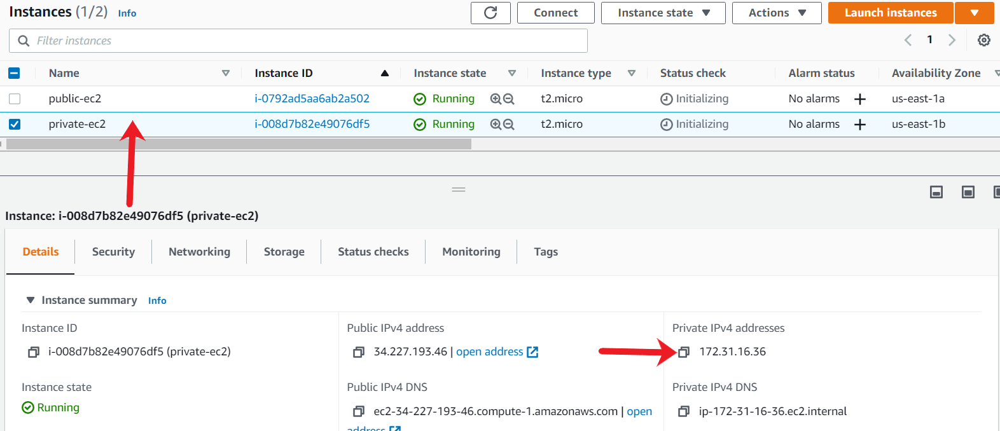 Instances (1/2) Info Connect Instance state Actions Launch instances
Filter instances 1
Name Instance ID Instance state Instance type Status check Alarm status Availability Zone
public-ec2 i-0792ad5aa6ab2a502 Running t2.micro Initializing No alarms + us-east-1a
private-ec2 i-008d7b82e49076df5 Running t2.micro Initializing No alarms + us-east-1b
Instance: i-008d7b82e49076df5 (private-ec2)
Details Security Networking Storage Status checks Monitoring Tags
Instance summary Info
Instance ID Public IPv4 address Private IPv4 addresses
i-008d7b82e49076df5 (private-ec2) 34.227.193.46 | open address 172.31.16.36
Instance state Public IPv4 DNS Private IPv4 DNS
Running ec2-34-227-193-46.compute-1.amazonaws.com | open ip-172-31-16-36.ec2.internal
address